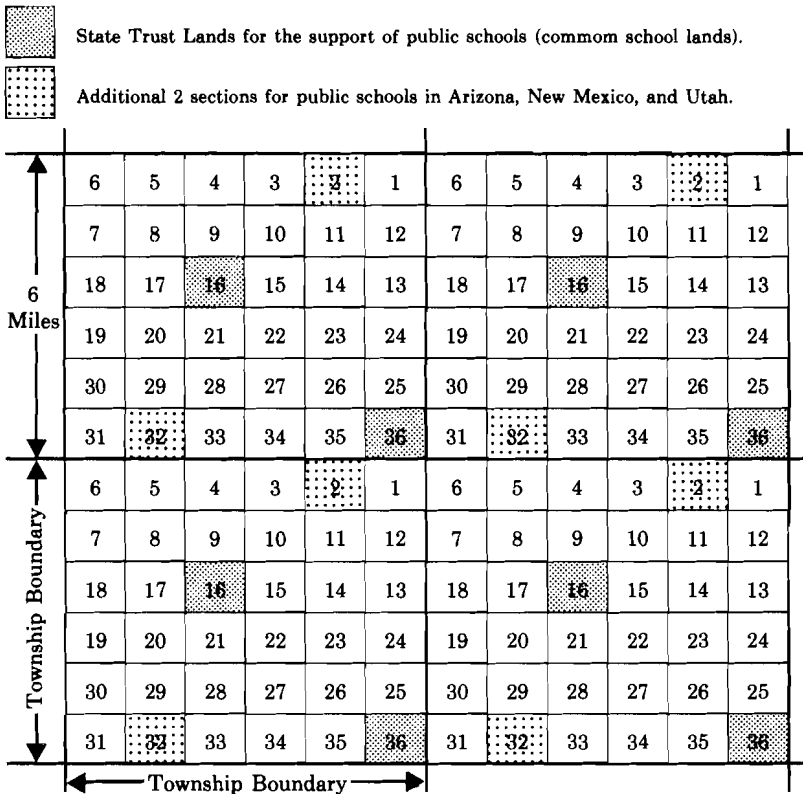 State Trust Lands for the support of public schools (commom school lands).
Additional 2 sections for public schools in Arizona, New Mexico, and Utah.
6 5 4 3 2 1 6 5 4 3 2 1
7 8 9 10 11 12 7 8 9 10 11 12
18 17 16 15 14 13 18 17 16 15 14 13
6
Miles
19 20 21 22 23 24 19 20 21 22 23 24
30 29 28 27 26 25 30 29 28 27 26 25
31 32 33 34 35 36 31 32 33 34 35 36
Township Boundary
6 5 4 3 2 1 6 5 4 3 2 1
7 8 9 10 11 12 7 8 9 10 11 12
18 17 16 15 14 13 18 17 16 15 14 13
19 20 21 22 23 24 19 20 21 22 23 24
30 29 28 27 26 25 30 29 28 27 26 25
31 32 33 34 35 36 31 32 33 34 35 36
Township Boundary